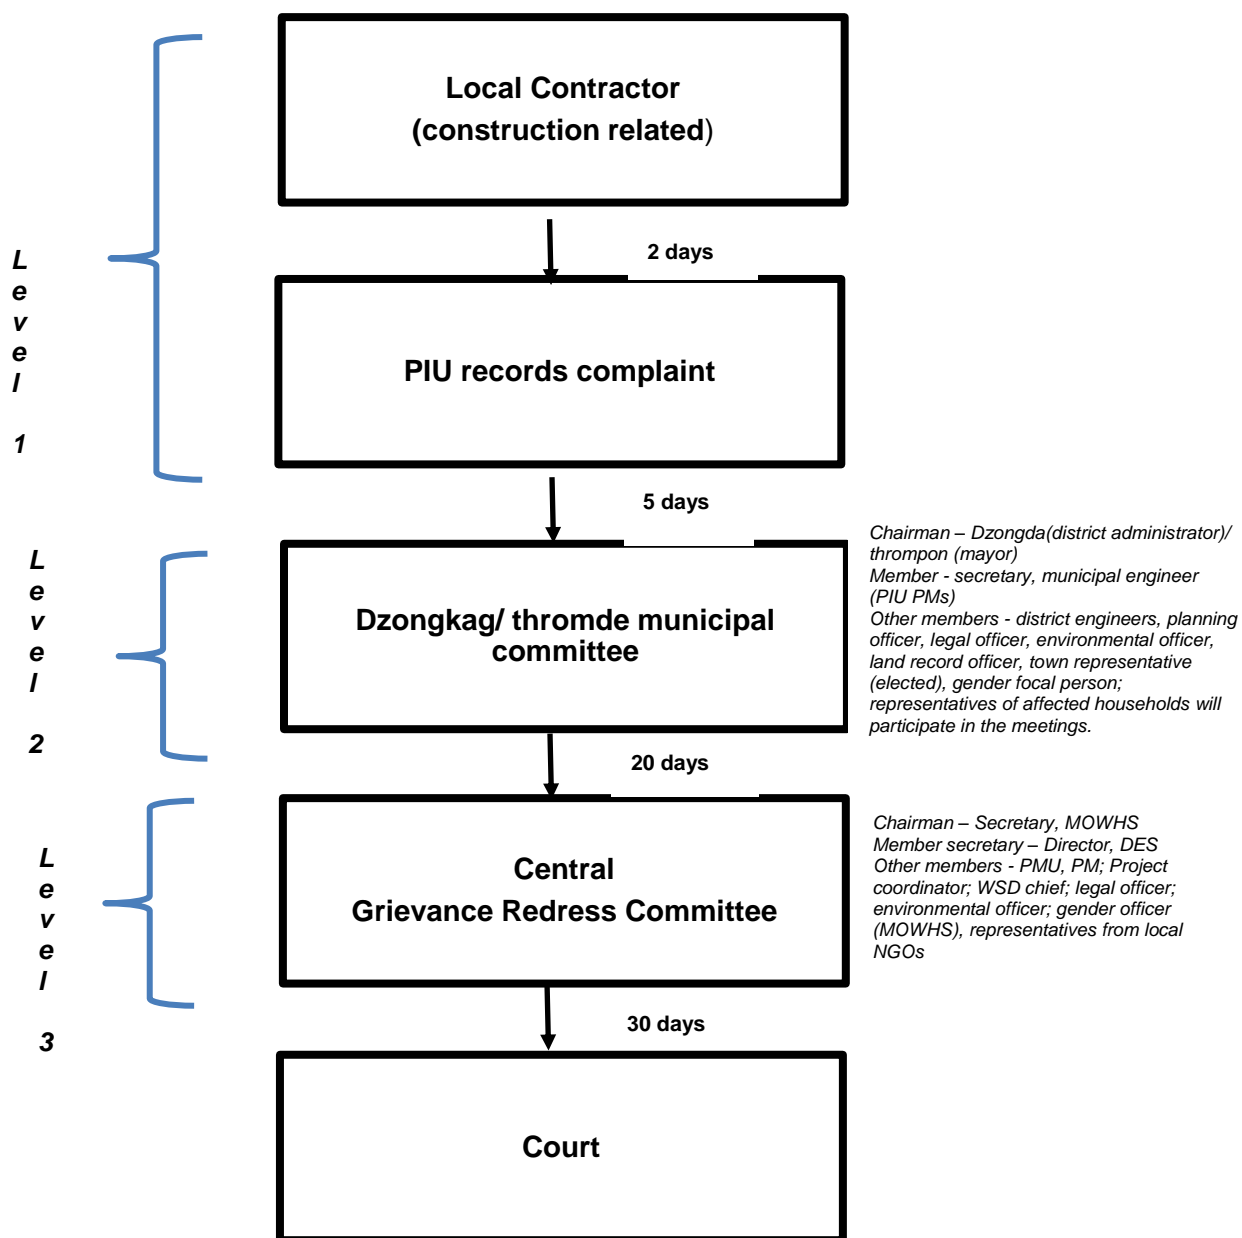 Local Contractor
(construction related)
2 days
Level 1
PIU records complaint
5 days
Level 2
Dzongkag/ thromde municipal
committee
Chairman – Dzongda(district administrator)/
thrompon (mayor)
Member - secretary, municipal engineer
(PIU PMs)
Other members - district engineers, planning
officer, legal officer, environmental officer,
land record officer, town representative
(elected), gender focal person;
representatives of affected households will
participate in the meetings.
20 days
Level 3
Central
Grievance Redress Committee
Chairman – Secretary, MOWHS
Member secretary – Director, DES
Other members - PMU, PM; Project
coordinator; WSD chief; legal officer;
environmental officer; gender officer
(MOWHS), representatives from local
NGOs
30 days
Court